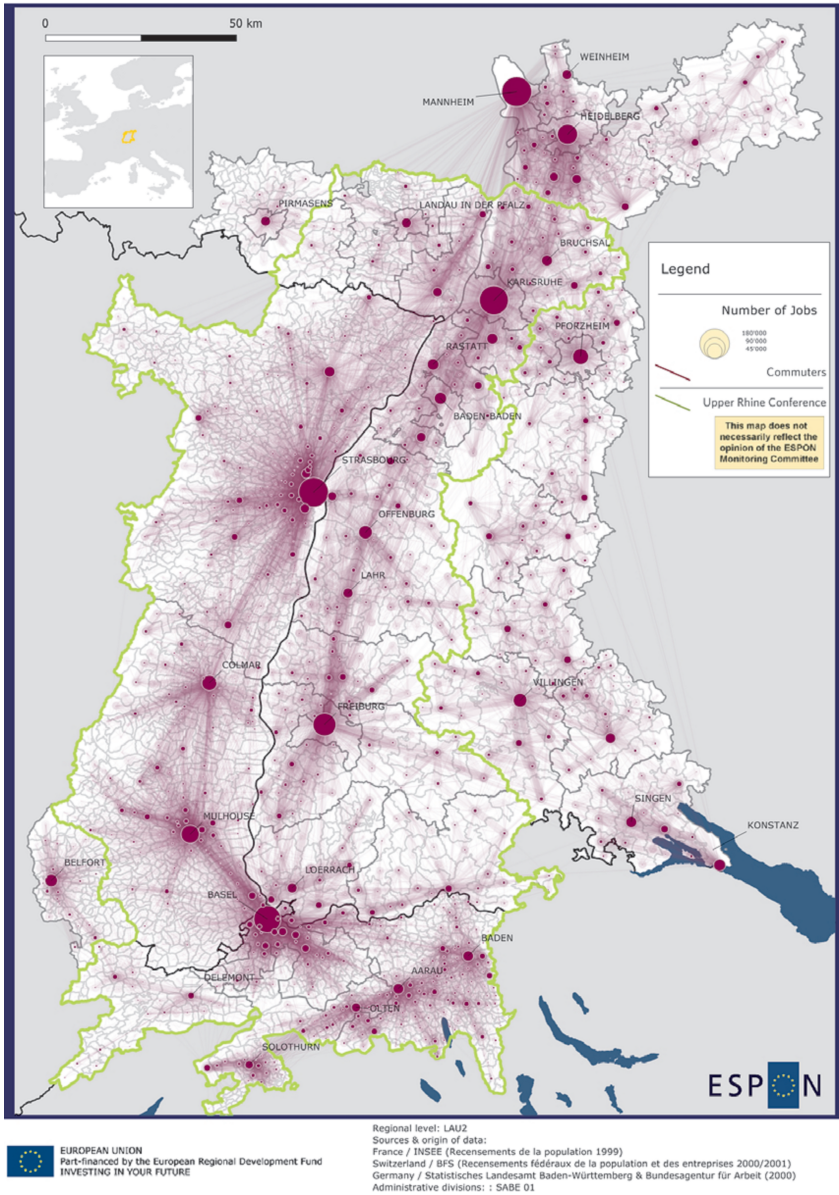 0 50 km
WEINHEIM
MANNHEIM
HEIDELBERG
PIRMASENS
LANDAU IN DER PFALZ
BRUCHSAL
KARLSRUHE
PFORZHEIM
RASTATT
BADEN-BADEN
STRASBOURG
OFFENBURG
LAHR
COLMAR
VILLINGEN
FREIBURG
SINGEN
MULHOUSE
KONSTANZ
BELFORT
LOERRACH
BASEL
BADEN
AARAU
DELEMONT
OLTEN
SOLOTHURN
Legend
Number of Jobs
180'000
90'000
45'000
Commuters
Upper Rhine Conference
This map does not
necessarily reflect the
opinion of the ESPON
Monitoring Committee
ESPON
EUROPEAN UNION
Part-financed by the European Regional Development Fund
INVESTING IN YOUR FUTURE
Regional level: LAU2
Sources & origin of data:
France / INSEE (Recensements de la population 1999)
Switzerland / BFS (Recensements fédéraux de la population et des entreprises 2000/2001)
Germany / Statistisches Landesamt Baden-Württemberg & Bundesagentur für Arbeit (2000)
Administrative divisions: : SABE 01